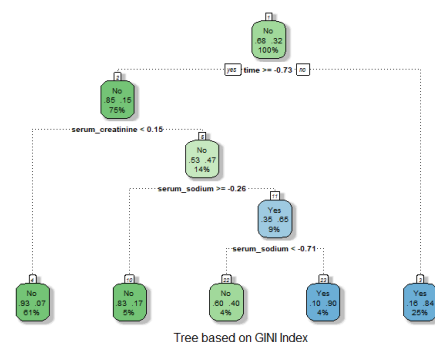 1
No
.68 .32
100%
yes time >= -0.73 no
2
No
.85 .15
75%
serum_creatinine < 0.15
5
No
.53 .47
14%
serum_sodium >= -0.26
11
Yes
.35 .65
9%
serum_sodium < -0.71
4
No
.93 .07
61%
10
No
.83 .17
5%
22
No
.60 .40
4%
23
Yes
.10 .90
4%
3
Yes
.16 .84
25%
Tree based on GINI Index